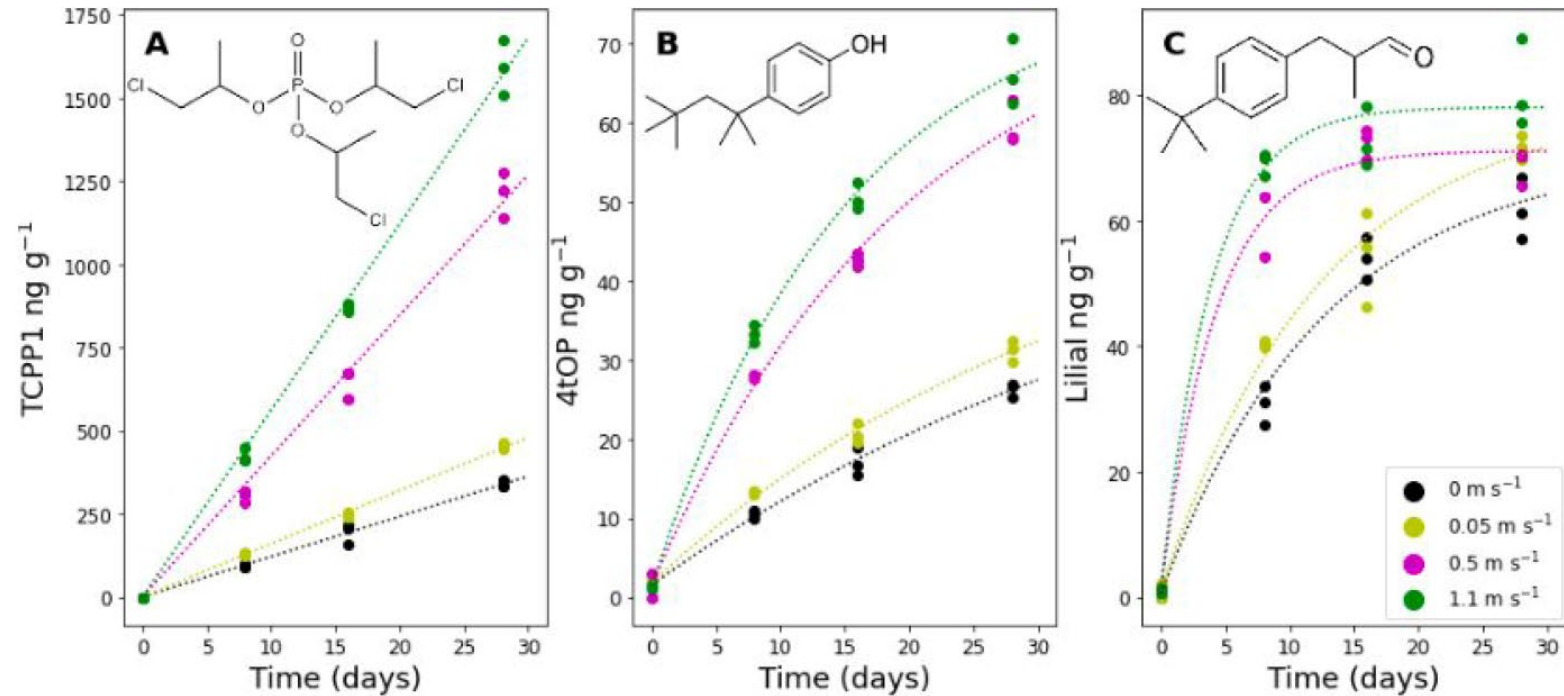 A
B
C
O
P
O
O
O
Cl
Cl
Cl
OH
O
TCPP1 ng g⁻¹
1750
1500
1250
1000
750
500
250
0
0 5 10 15 20 25 30
Time (days)
4tOP ng g⁻¹
70
60
50
40
30
20
10
0
0 5 10 15 20 25 30
Time (days)
Lilial ng g⁻¹
80
60
40
20
0
0 5 10 15 20 25 30
Time (days)
0 m s⁻¹
0.05 m s⁻¹
0.5 m s⁻¹
1.1 m s⁻¹